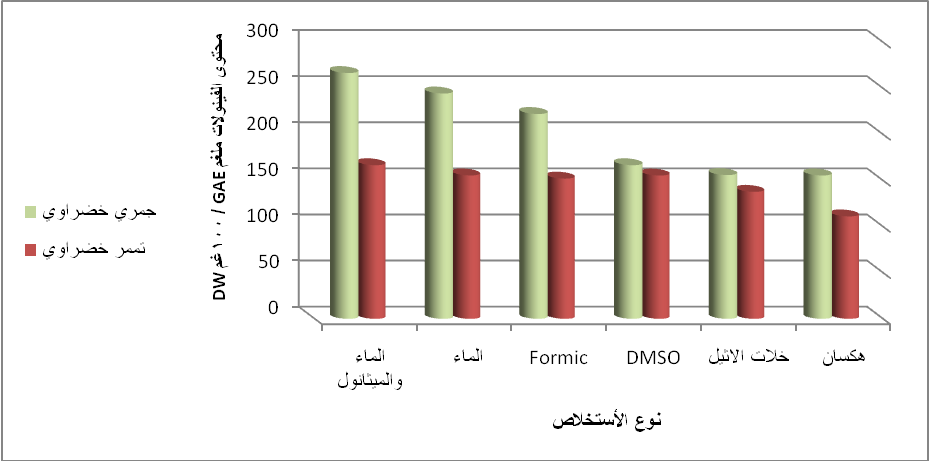 محتوى الفينولات ملغم GAE / ١٠٠غم DW
300
250
200
150
100
50
0
جمري خضراوي
تممر خضراوي
الماء
والميثانول
الماء
Formic
DMSO
خلات الاثيل
هكسان
نوع الأستخلاص